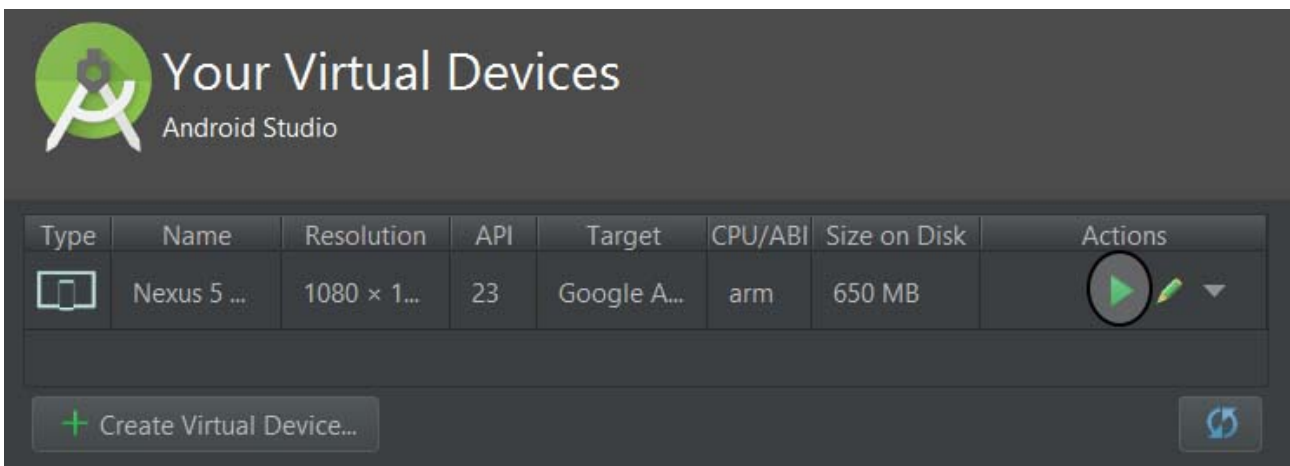 Your Virtual Devices
Android Studio
Type Name Resolution API Target CPU/ABI Size on Disk Actions
Nexus 5 ... 1080 × 1... 23 Google A... arm 650 MB
Create Virtual Device...